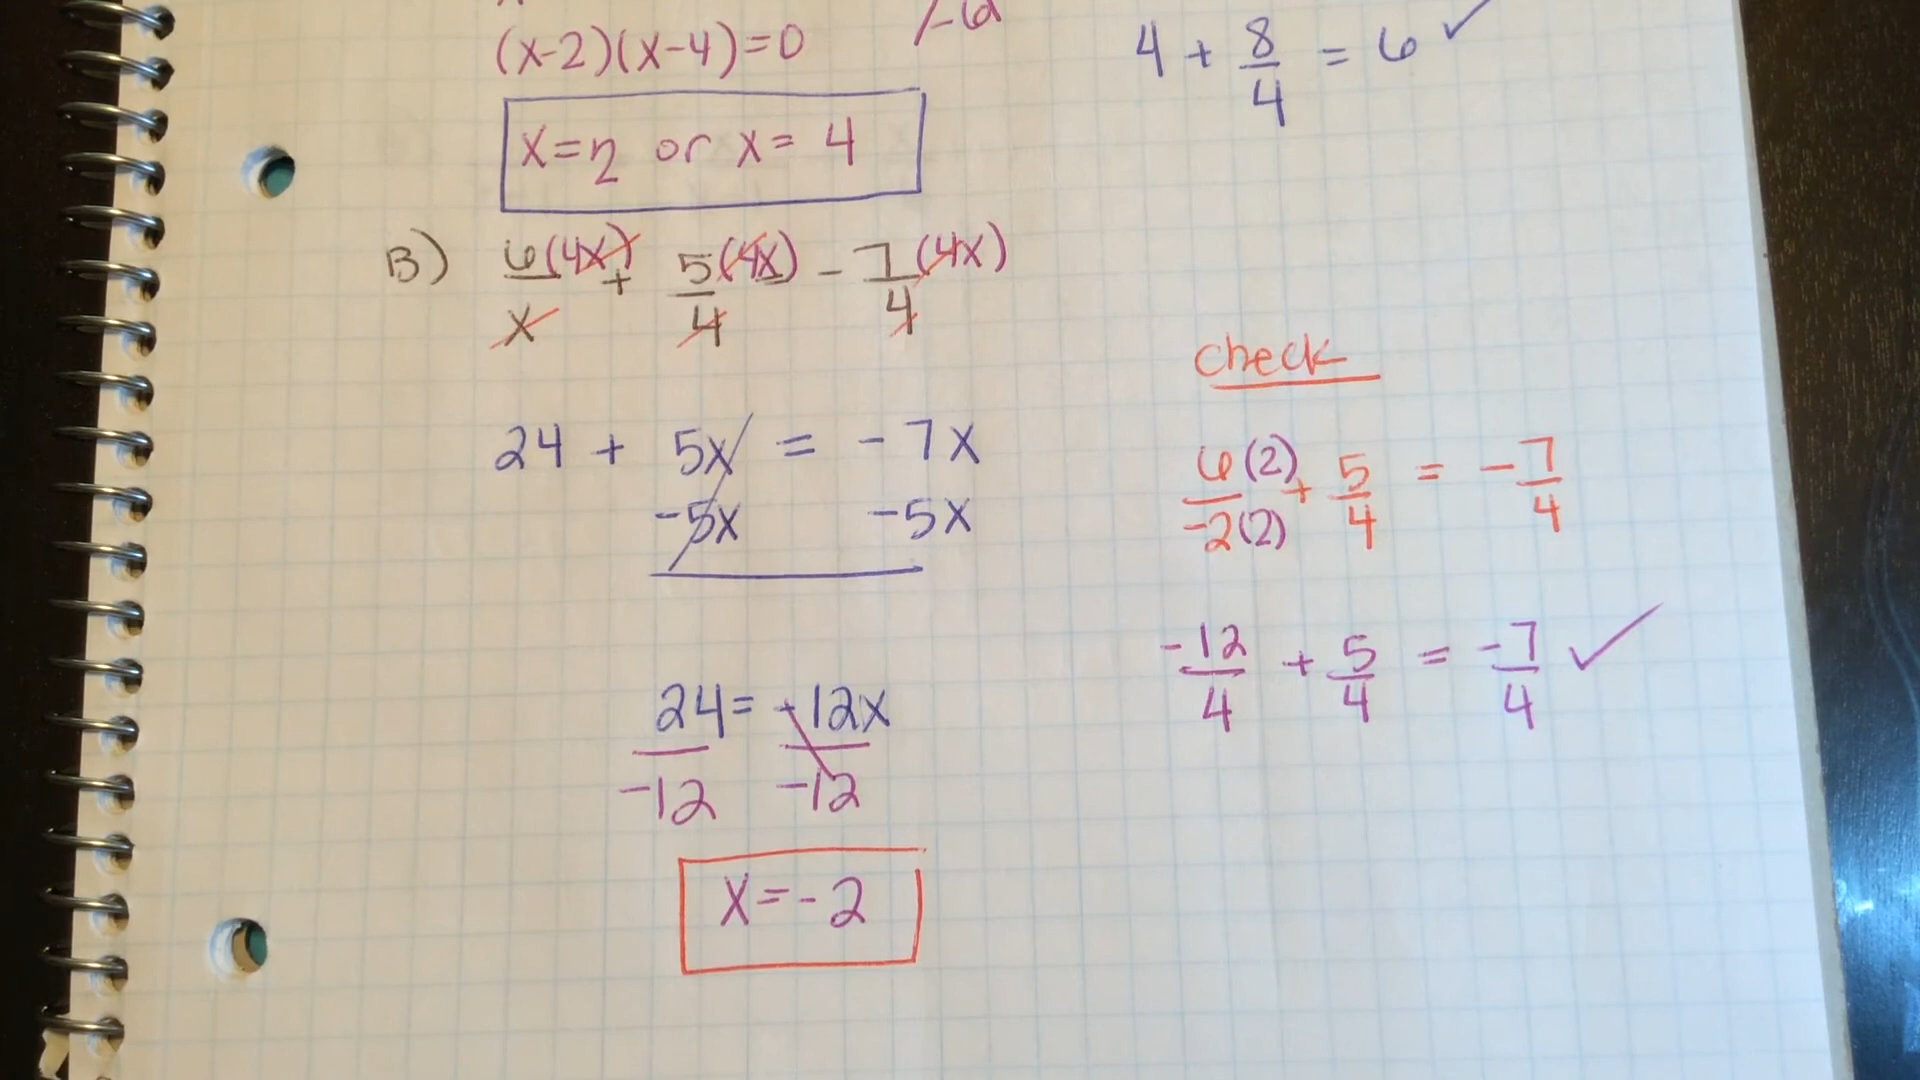 (x-2)(x-4)=0
x=2 or x=4
4 + 8/4 = 6 ✓
B) 6(4x)/x + 5(4x)/4 - 7(4x)/4
24 + 5x = -7x
-5x -5x
24 = -12x
-12 -12
x=-2
check
6(2)/-2(2) + 5/4 = -7/4
-12/4 + 5/4 = -7/4 ✓